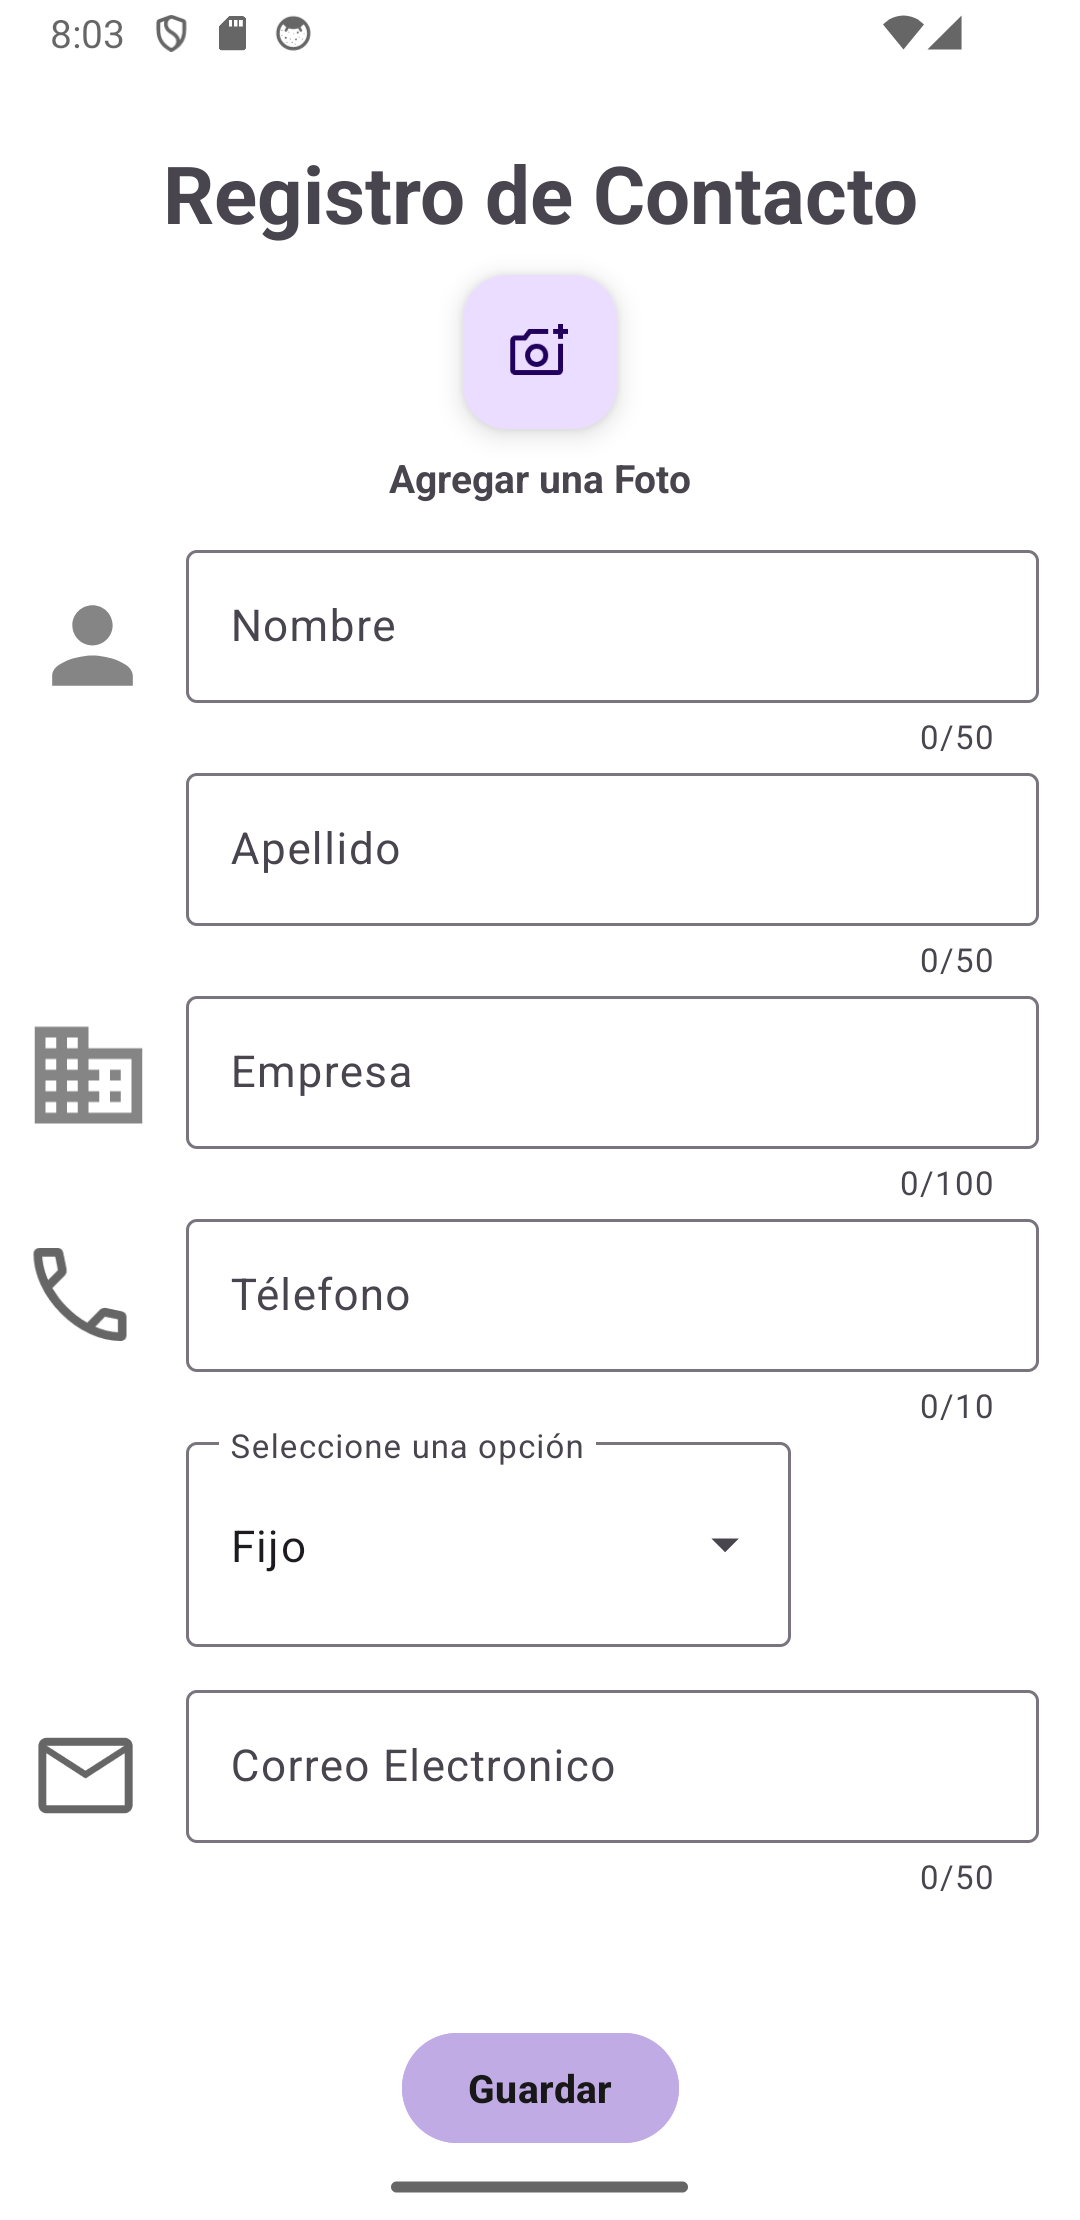 8:03
Registro de Contacto
Agregar una Foto
Nombre
0/50
Apellido
0/50
Empresa
0/100
Télefono
0/10
Seleccione una opción
Fijo
Correo Electronico
0/50
Guardar